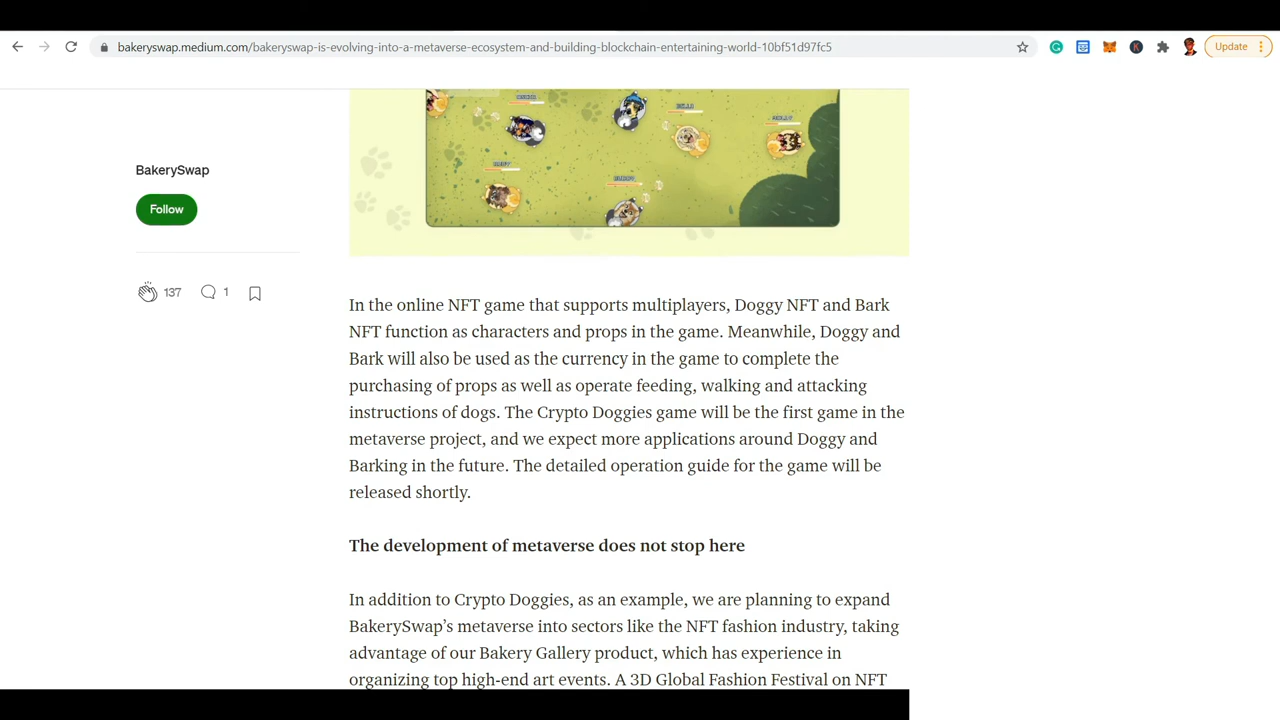 bakeryswap.medium.com/bakeryswap-is-evolving-into-a-metaverse-ecosystem-and-building-blockchain-entertaining-world-10bf51d97fc5
Update
BakerySwap
Follow
137
1
In the online NFT game that supports multiplayers, Doggy NFT and Bark
NFT function as characters and props in the game. Meanwhile, Doggy and
Bark will also be used as the currency in the game to complete the
purchasing of props as well as operate feeding, walking and attacking
instructions of dogs. The Crypto Doggies game will be the first game in the
metaverse project, and we expect more applications around Doggy and
Barking in the future. The detailed operation guide for the game will be
released shortly.
The development of metaverse does not stop here
In addition to Crypto Doggies, as an example, we are planning to expand
BakerySwap’s metaverse into sectors like the NFT fashion industry, taking
advantage of our Bakery Gallery product, which has experience in
organizing top high-end art events. A 3D Global Fashion Festival on NFT